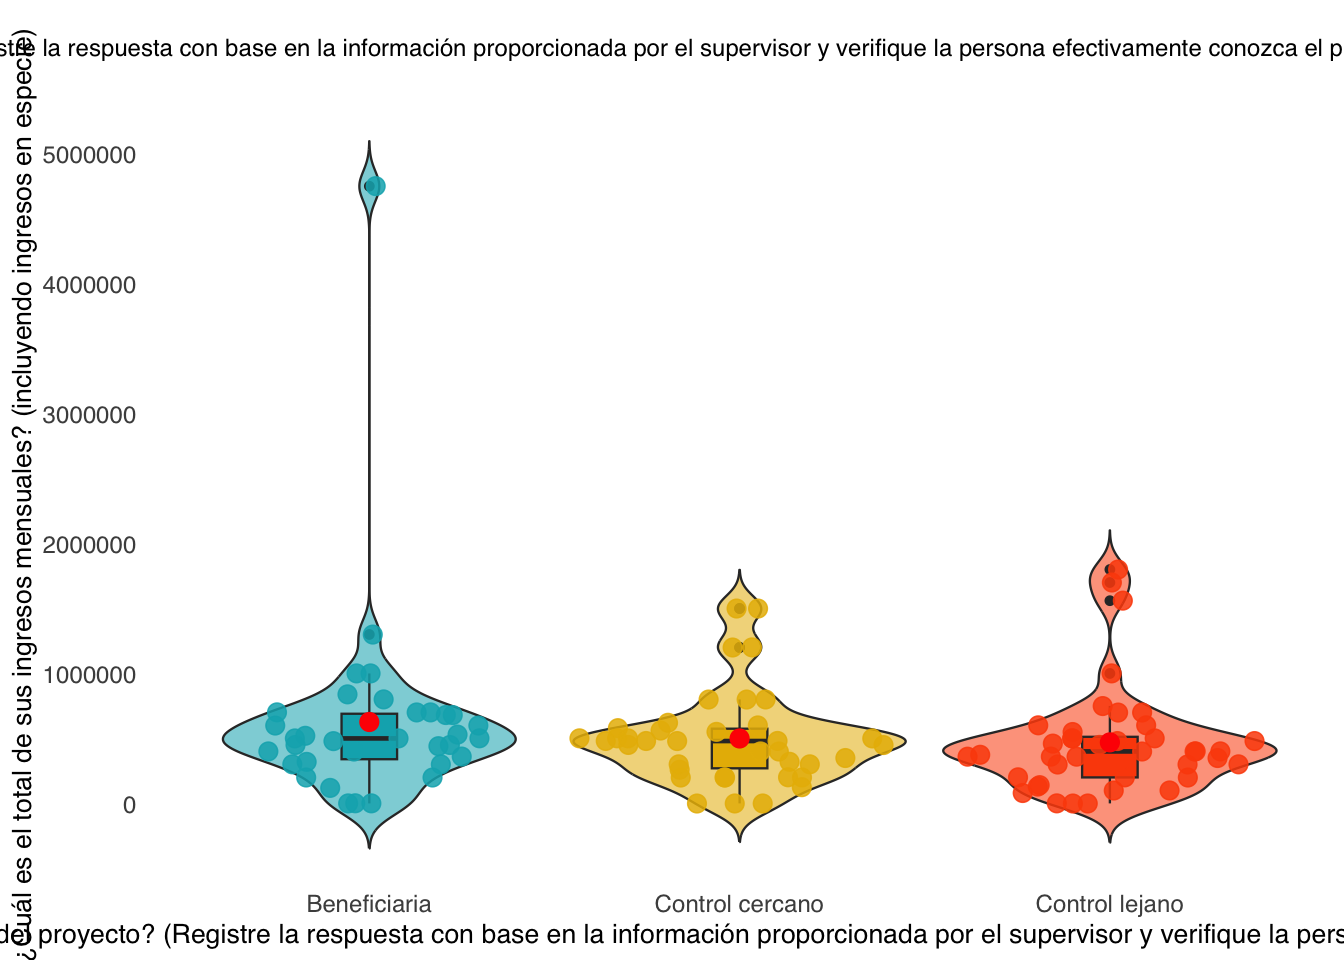 stre la respuesta con base en la información proporcionada por el supervisor y verifique la persona efectivamente conozca el p
¿Cuál es el total de sus ingresos mensuales? (incluyendo ingresos en especie)
5000000
4000000
3000000
2000000
1000000
0
Beneficiaria
Control cercano
Control lejano
del proyecto? (Registre la respuesta con base en la información proporcionada por el supervisor y verifique la pers